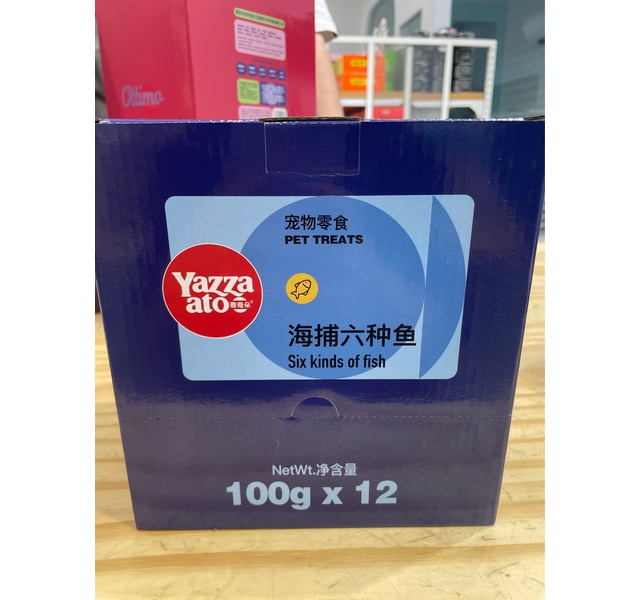 Ottimo
宠物零食
PET TREATS
Yazza
ato
雅奇朵
海捕六种鱼
Six kinds of fish
NetWt.净含量
100g x 12